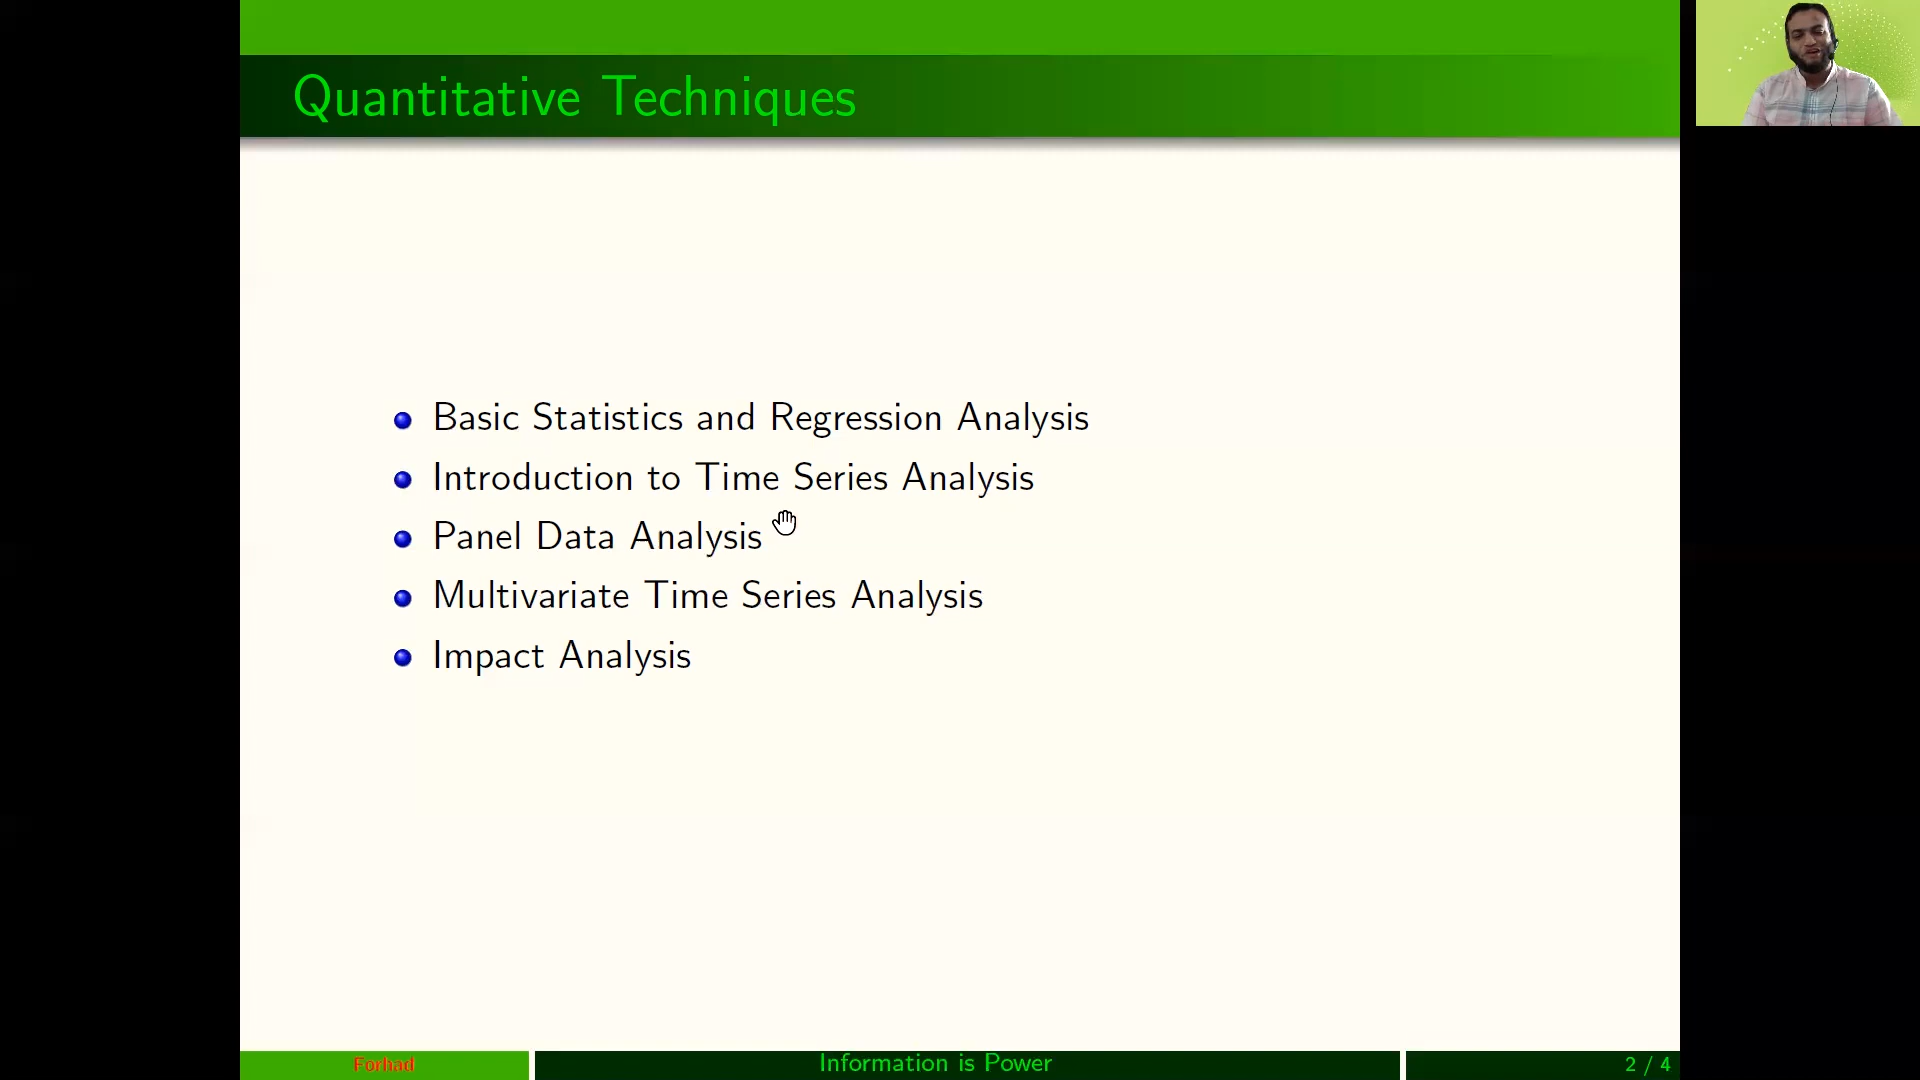 Quantitative Techniques
Basic Statistics and Regression Analysis
Introduction to Time Series Analysis
Panel Data Analysis
Multivariate Time Series Analysis
Impact Analysis
Forhad
Information is Power
2 / 4